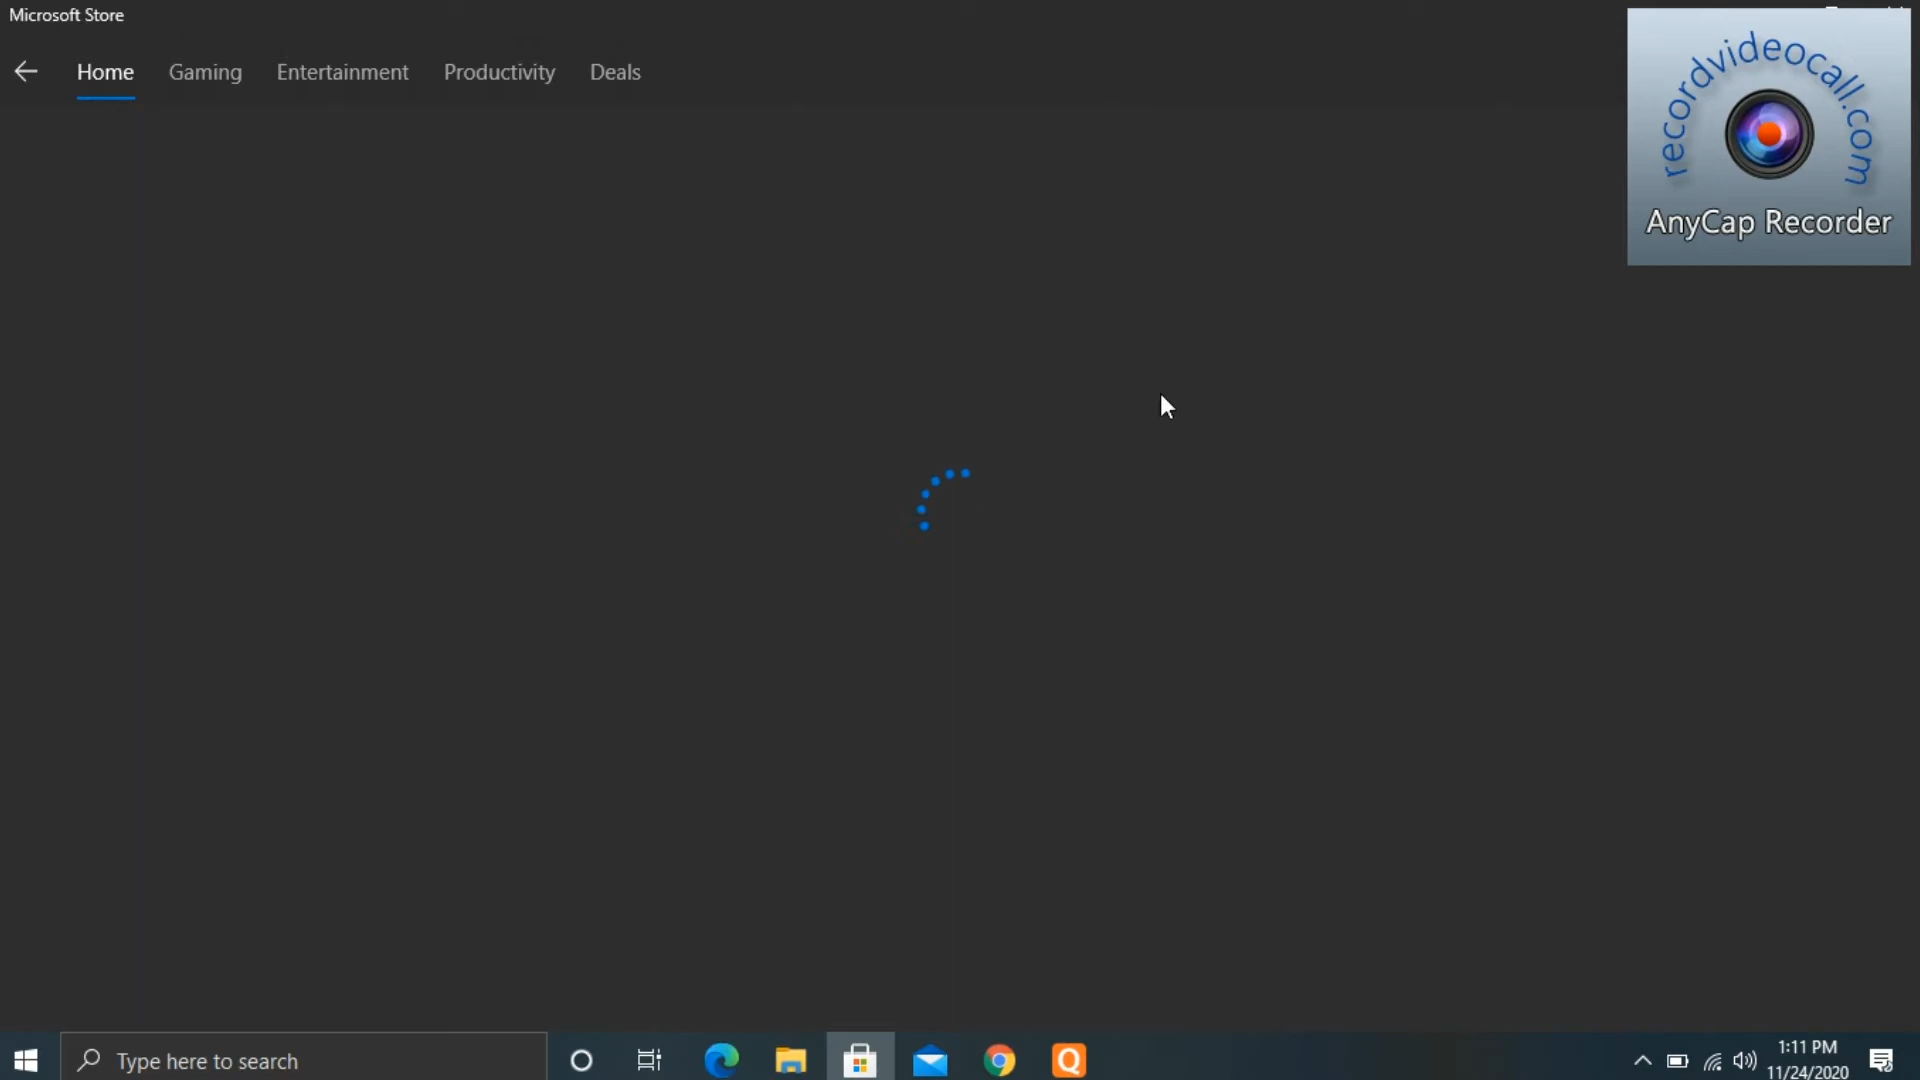 Microsoft Store
Home Gaming Entertainment Productivity Deals
recordvideocall.com
AnyCap Recorder
Type here to search
Q
1:11 PM
11/24/2020